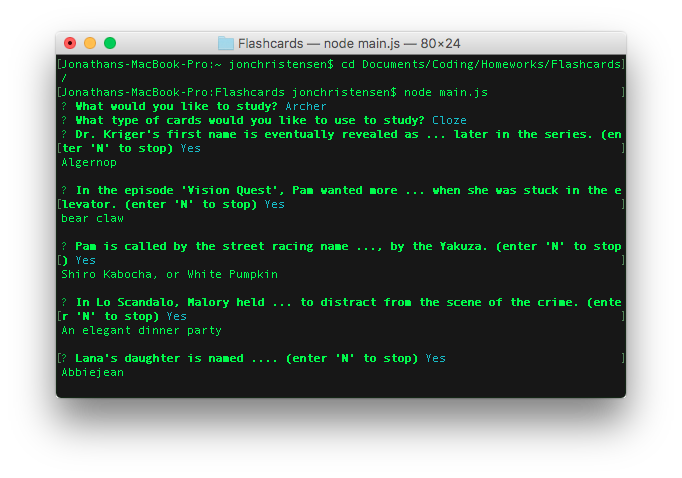 Flashcards — node main.js — 80×24
[Jonathans-MacBook-Pro:~ jonchristensen$ cd Documents/Coding/Homeworks/Flashcards]
/
[Jonathans-MacBook-Pro:Flashcards jonchristensen$ node main.js ]
? What would you like to study? Archer
? What type of cards would you like to use to study? Cloze
? Dr. Kriger's first name is eventually revealed as ... later in the series. (en
[ter 'N' to stop) Yes ]
Algernop
? In the episode 'Vision Quest', Pam wanted more ... when she was stuck in the e
[levator. (enter 'N' to stop) Yes ]
bear claw
? Pam is called by the street racing name ..., by the Yakuza. (enter 'N' to stop
[) Yes ]
Shiro Kabocha, or White Pumpkin
? In Lo Scandalo, Malory held ... to distract from the scene of the crime. (ente
[r 'N' to stop) Yes ]
An elegant dinner party
[? Lana's daughter is named .... (enter 'N' to stop) Yes ]
Abbiejean